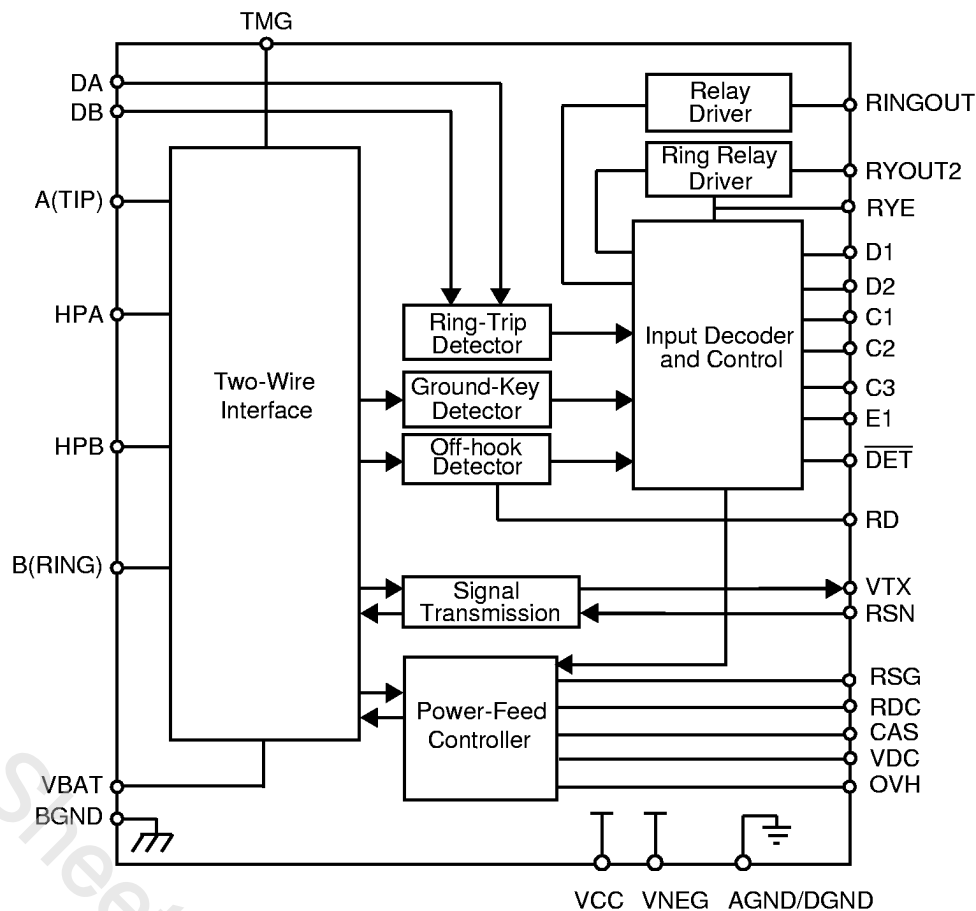 TMG
DA
DB
A(TIP)
HPA
HPB
B(RING)
VBAT
BGND
Two-Wire
Interface
Ring-Trip
Detector
Ground-Key
Detector
Off-hook
Detector
Signal
Transmission
Power-Feed
Controller
Relay
Driver
Ring Relay
Driver
Input Decoder
and Control
RINGOUT
RYOUT2
RYE
D1
D2
C1
C2
C3
E1
DET
RD
VTX
RSN
RSG
RDC
CAS
VDC
OVH
VCC
VNEG
AGND/DGND
Shee